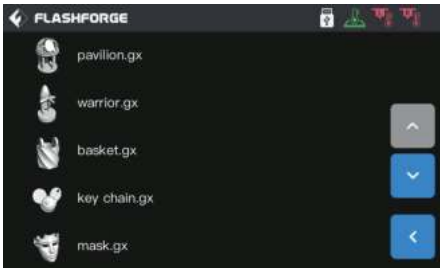 FLASHFORGE
pavilion.gx
warrior.gx
basket.gx
key chain.gx
mask.gx